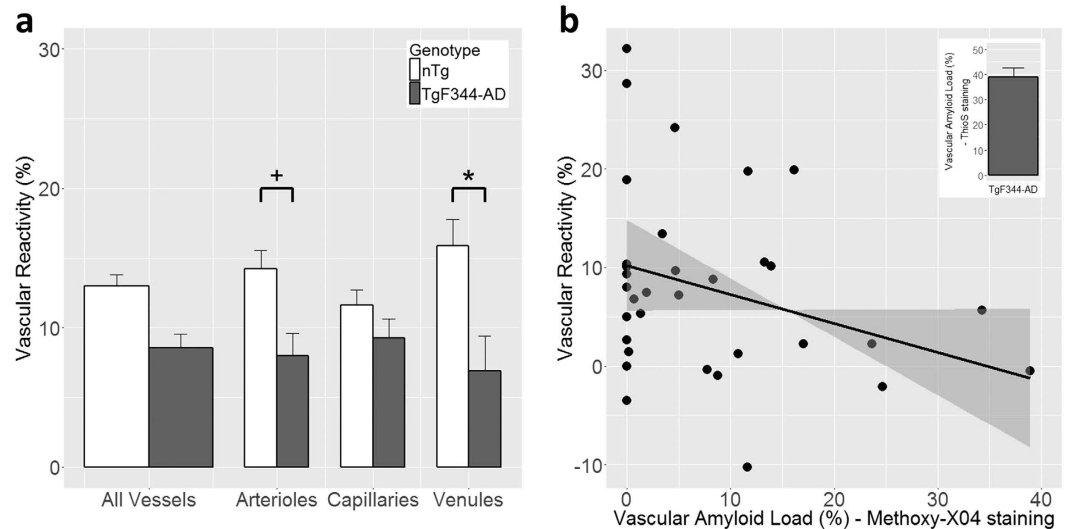 a
Vascular Reactivity (%)
30
20
10
0
Genotype
nTg
TgF344-AD
+
*
All Vessels
Arterioles
Capillaries
Venules
b
Vascular Reactivity (%)
30
20
10
0
-10
0
10
20
30
40
Vascular Amyloid Load (%) - Methoxy-X04 staining
Vascular Amyloid Load (%)
- ThioS staining
50
40
30
20
10
0
TgF344-AD